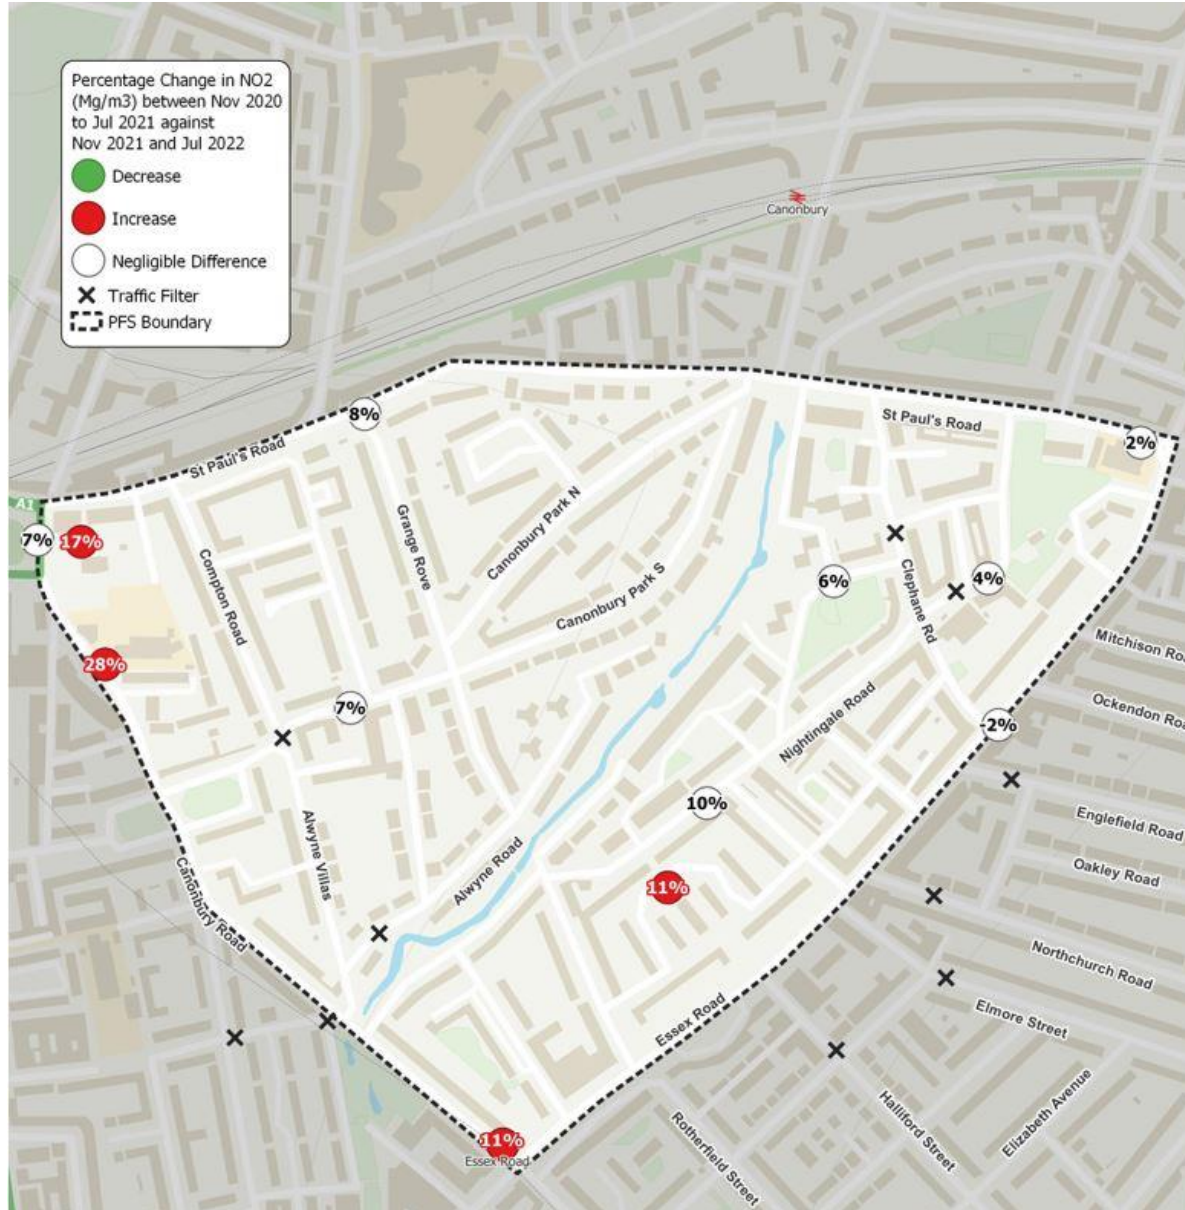 Percentage Change in NO2
(Mg/m3) between Nov 2020
to Jul 2021 against
Nov 2021 and Jul 2022
Decrease
Increase
Negligible Difference
Traffic Filter
PFS Boundary
Canonbury
8%
St Paul's Road
2%
St Paul's Road
A1
7%
17%
Grange Rove
Canonbury Park N
Compton Road
Canonbury Park S
6%
Clephane Rd
4%
28%
Mitchison Roa
7%
Nightingale Road
Ockendon Roa
-2%
10%
Alwyne Villas
Englefield Road
Alwyne Road
Oakley Road
11%
Canonbury Road
Northchurch Road
Essex Road
Elmore Street
Halliford Street
Elizabeth Avenue
Rotherfield Street
11%
Essex Road